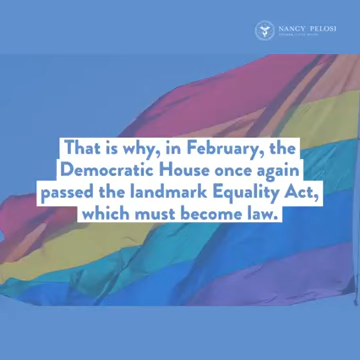 NANCY PELOSI
That is why, in February, the
Democratic House once again
passed the landmark Equality Act,
which must become law.